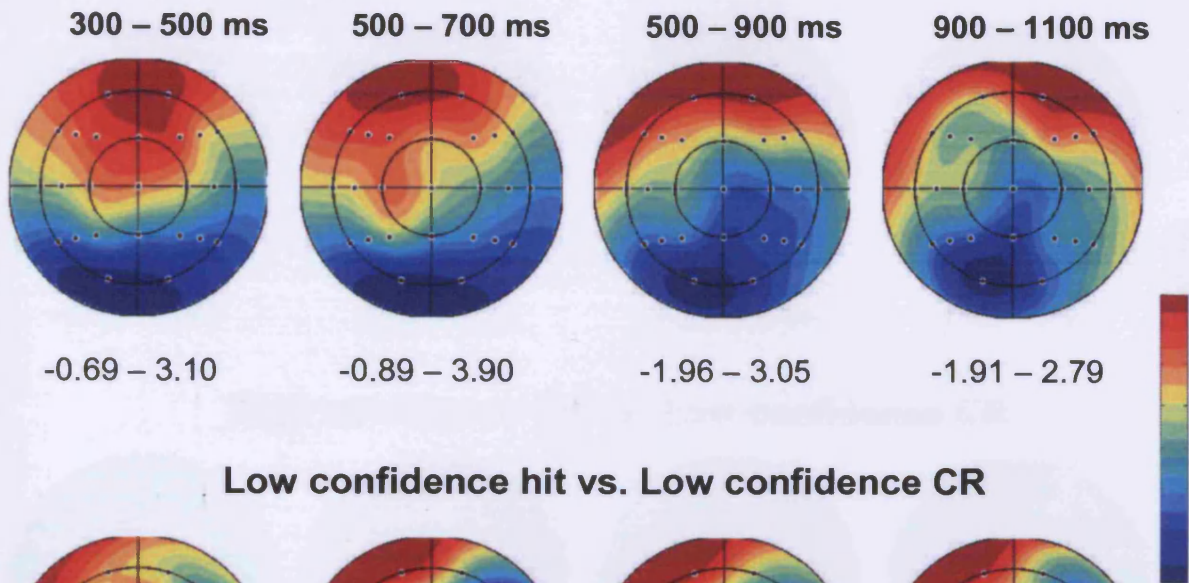 300 – 500 ms 500 – 700 ms 500 – 900 ms 900 – 1100 ms
-0.69 – 3.10 -0.89 – 3.90 -1.96 – 3.05 -1.91 – 2.79
Low confidence hit vs. Low confidence CR